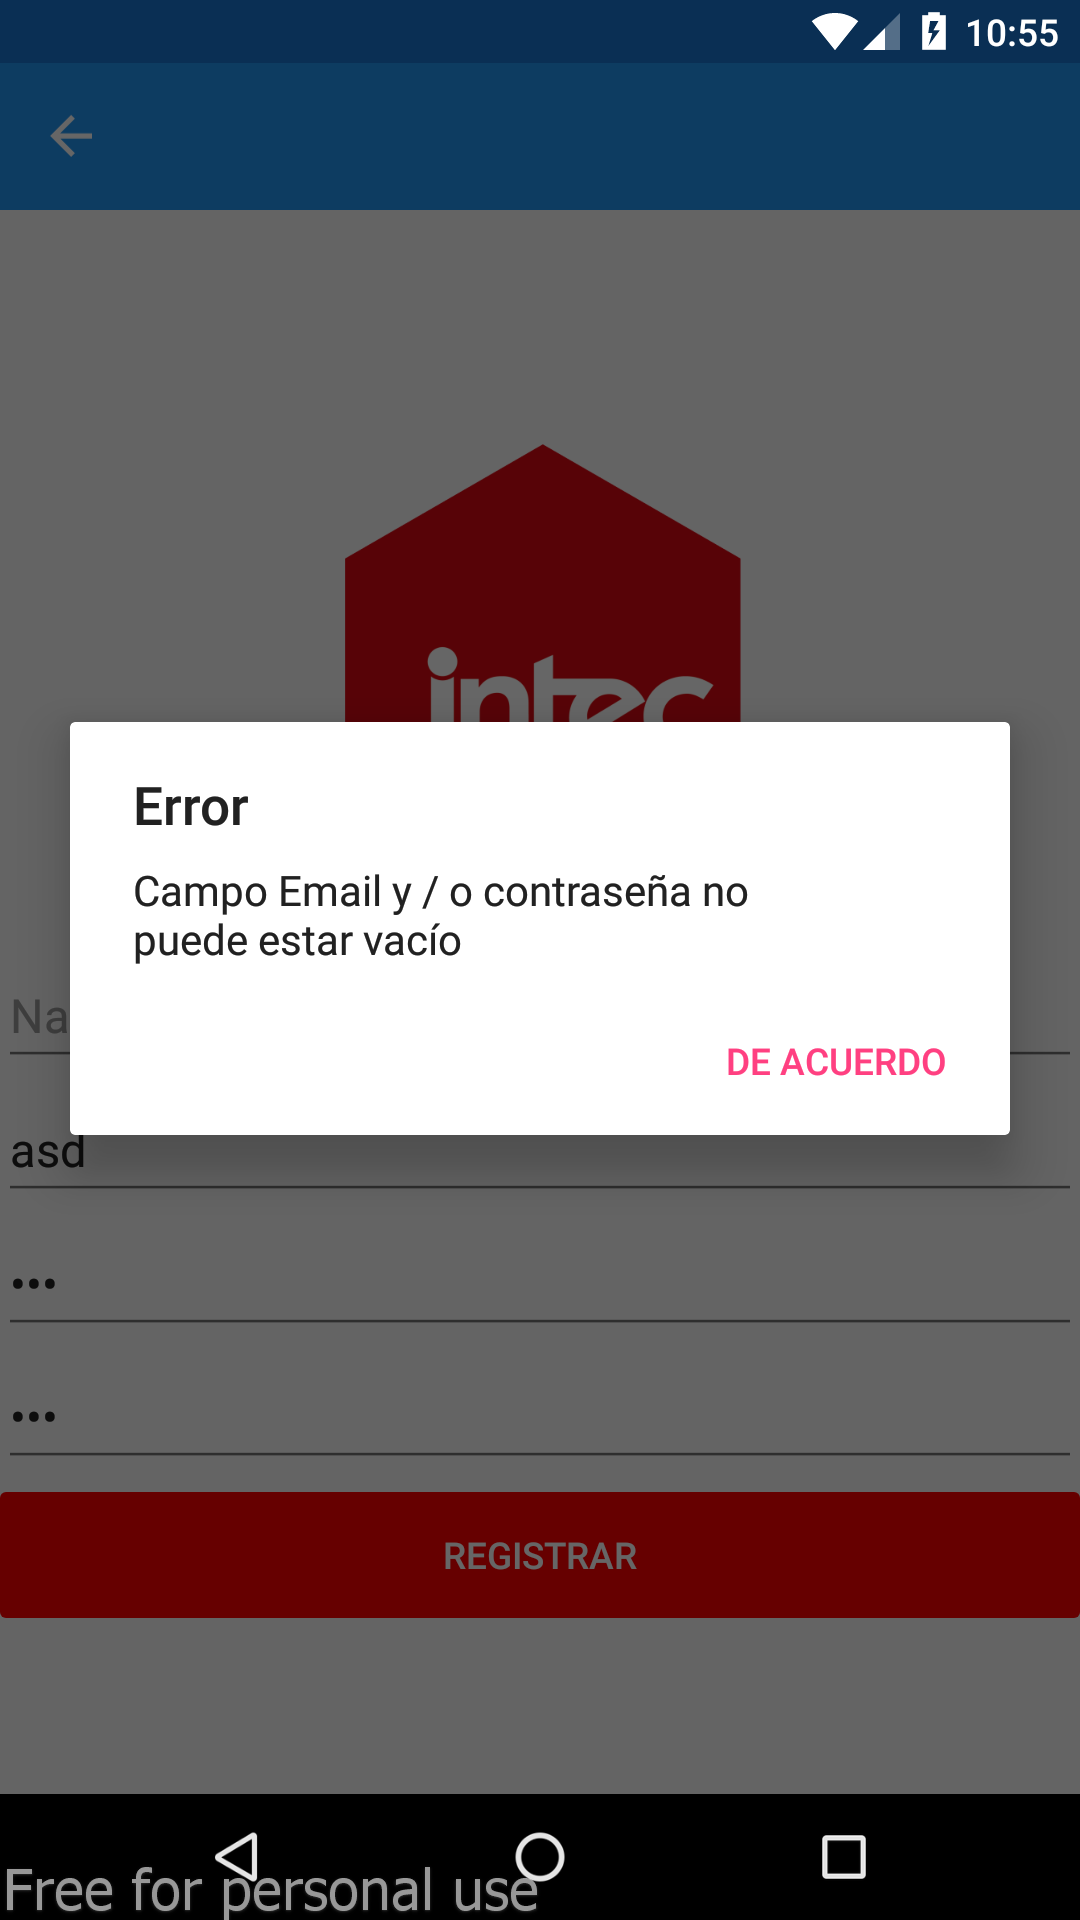 10:55
intec
Error
Campo Email y / o contraseña no
puede estar vacío
Na
DE ACUERDO
asd
•••
•••
REGISTRAR
Free for personal use